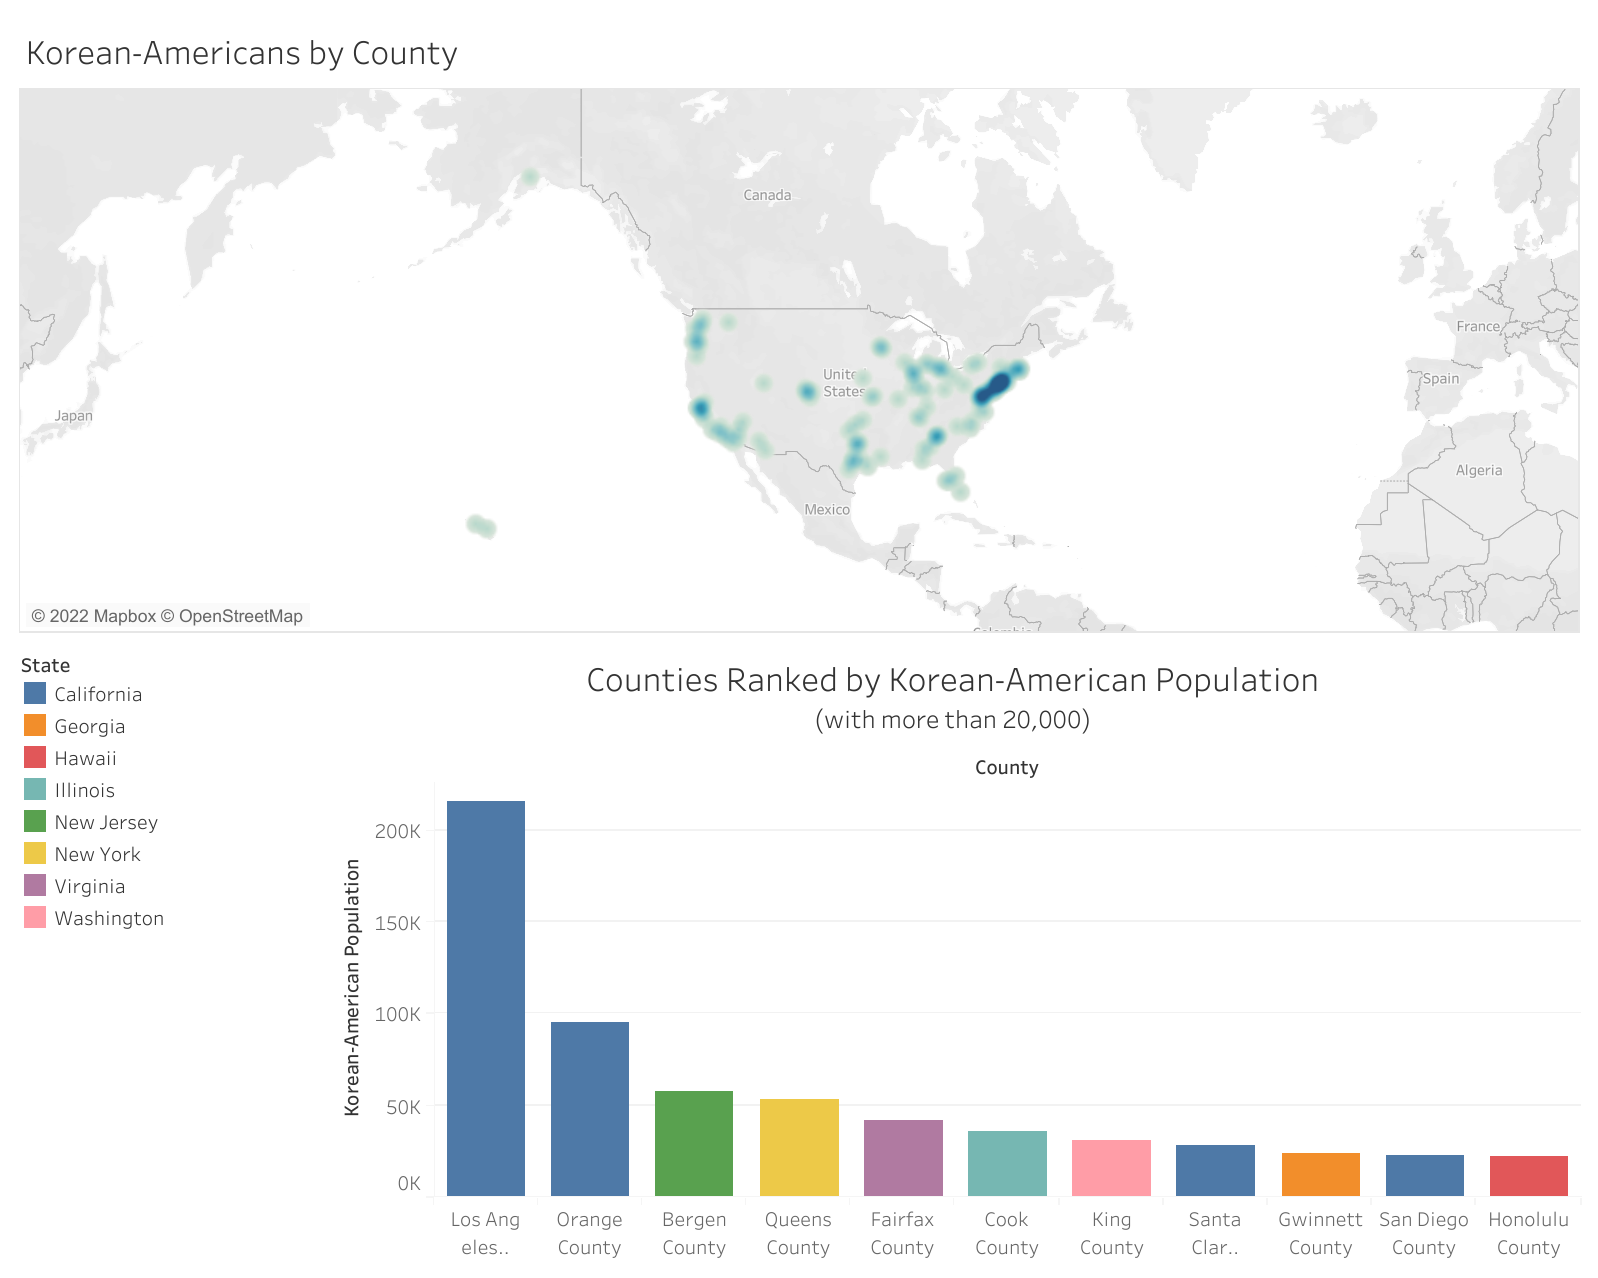 Korean-Americans by County
Canada
United
States
Mexico
Japan
France
Spain
Algeria
Colombia
© 2022 Mapbox © OpenStreetMap
State
California
Georgia
Hawaii
Illinois
New Jersey
New York
Virginia
Washington
Counties Ranked by Korean-American Population
(with more than 20,000)
County
Korean-American Population
200K
150K
100K
50K
0K
Los Ang
eles..
Orange
County
Bergen
County
Queens
County
Fairfax
County
Cook
County
King
County
Santa
Clar..
Gwinnett
County
San Diego
County
Honolulu
County